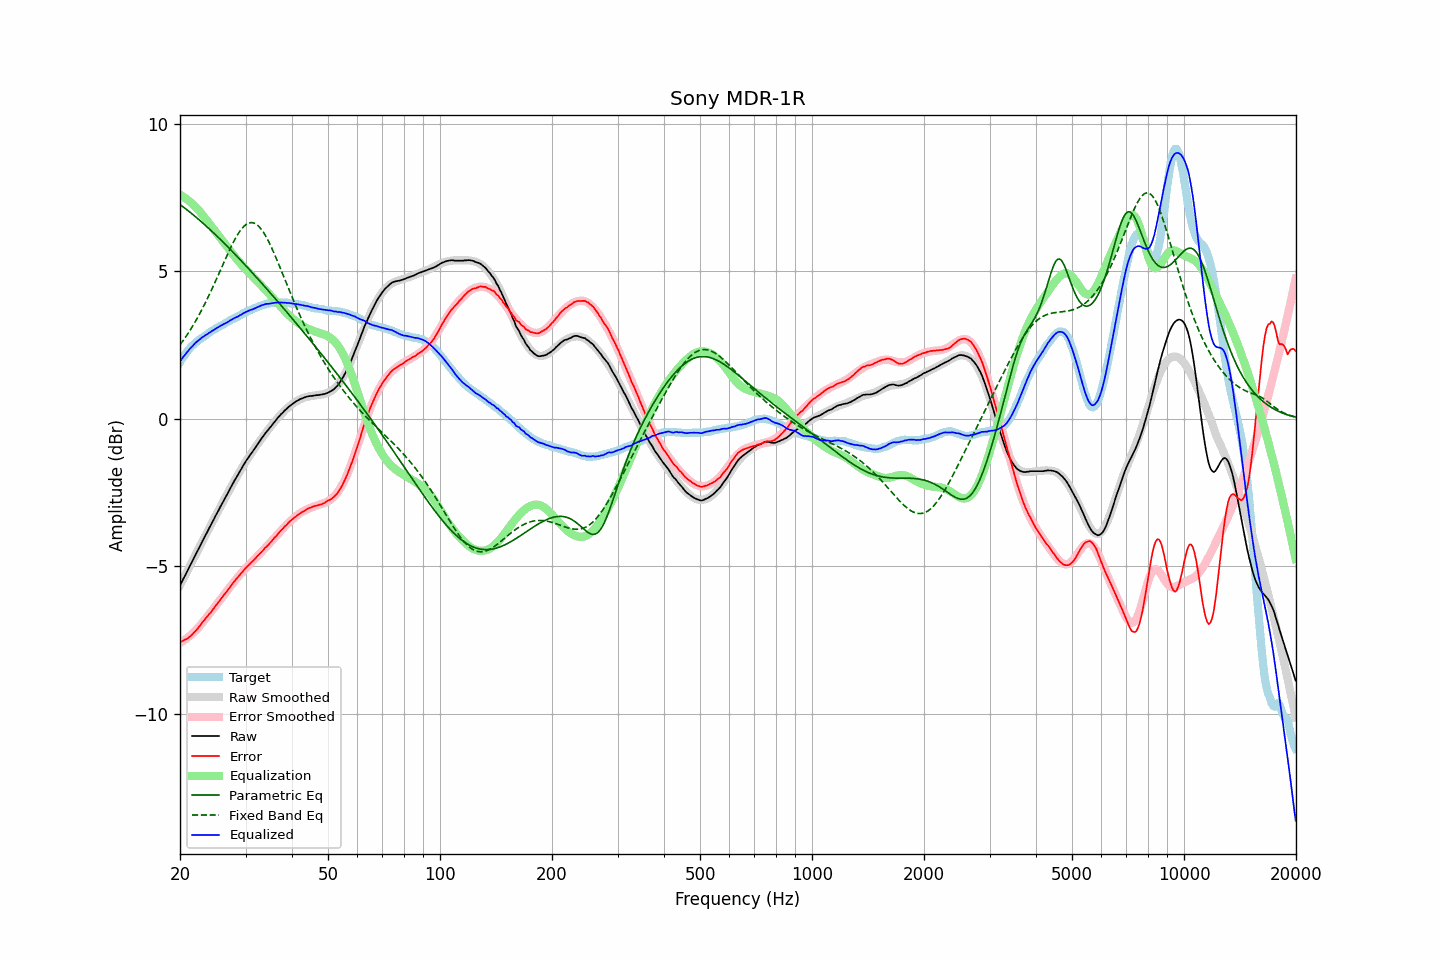 Sony MDR-1R
Amplitude (dBr)
10
5
0
−5
−10
Target
Raw Smoothed
Error Smoothed
Raw
Error
Equalization
Parametric Eq
Fixed Band Eq
Equalized
20 50 100 200 500 1000 2000 5000 10000 20000
Frequency (Hz)